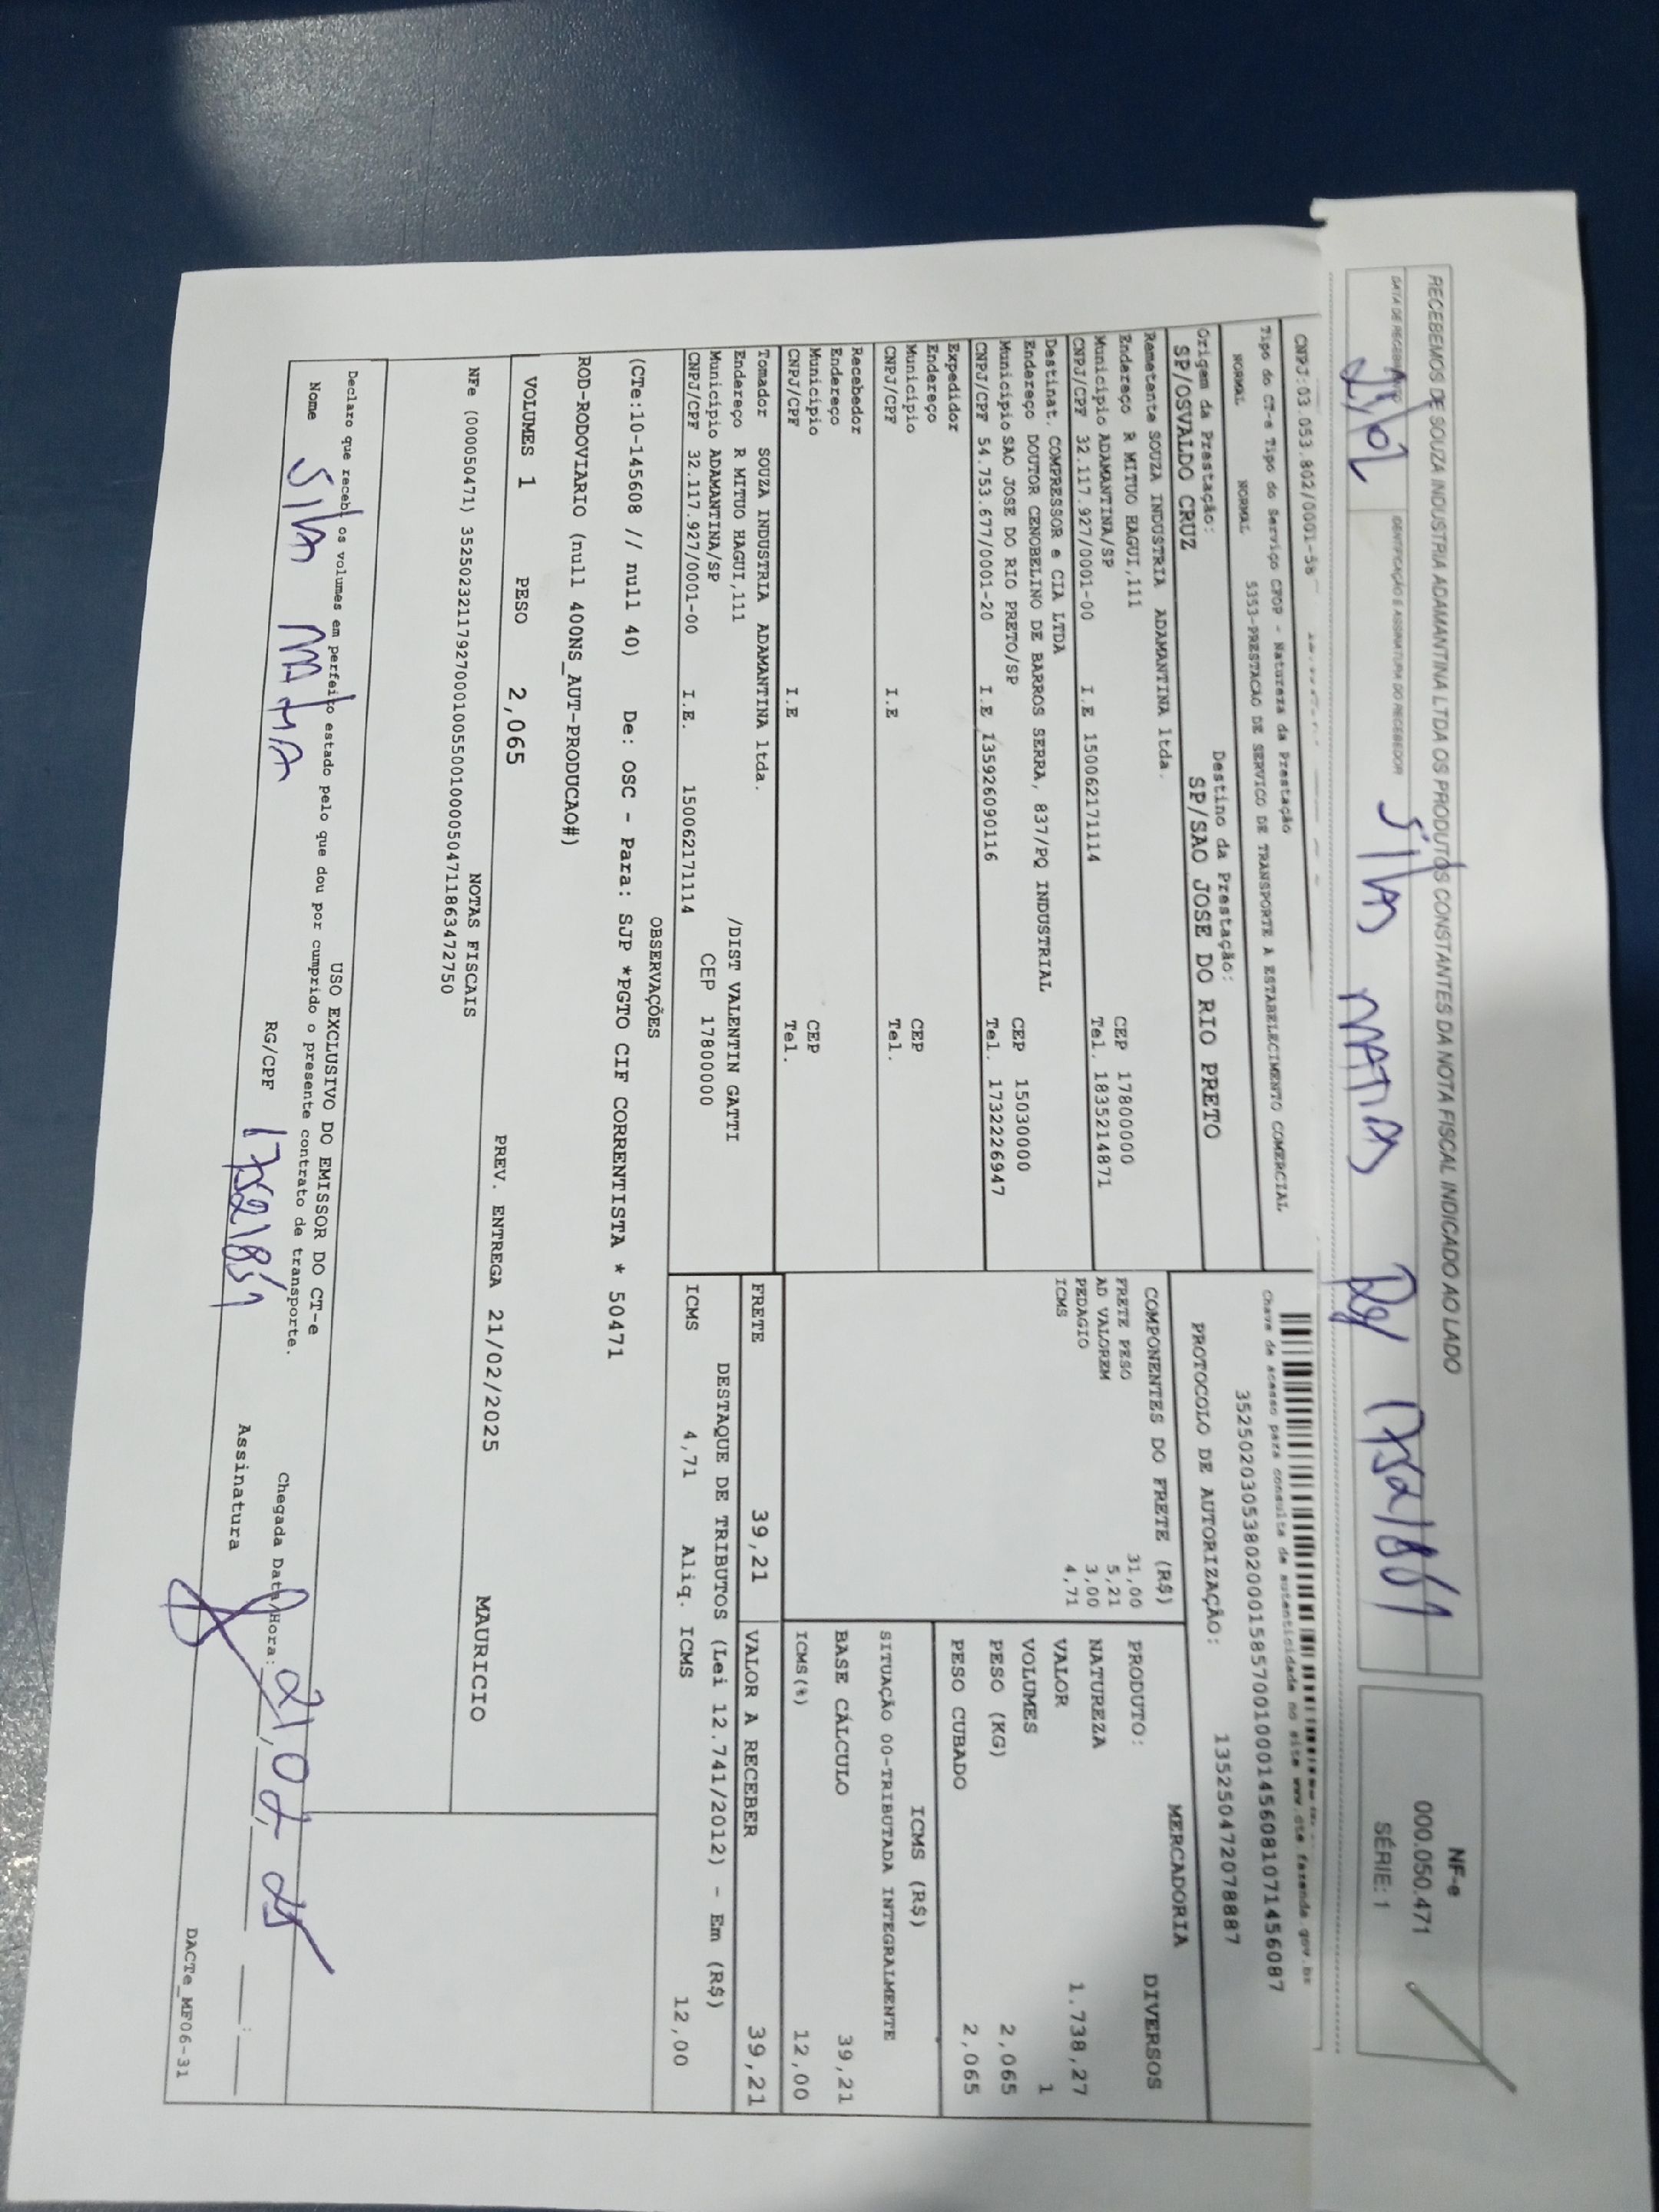 RECEBEMOS DE SOUZA INDUSTRIA ADAMANTINA LTDA OS PRODUTOS CONSTANTES DA NOTA FISCAL INDICADO AO LADO
DATA DE RECEBIMENTO
IDENTIFICAÇÃO E ASSINATURA DO RECEBEDOR
21/02
NF-e
000.050.471
SÉRIE: 1
CNPJ:03.053.802/0001-58
Tipo do CT-e Tipo do Serviço CFOP - Natureza da Prestação
NORMAL NORMAL 5353-PRESTACAO DE SERVICO DE TRANSPORTE A ESTABELECIMENTO COMERCIAL
Chave de acesso para consulta de autenticidade no site www.cte.fazenda.gov.br
35250203053802000158570010001456081071456087
Origem da Prestação: Destino da Prestação:
SP/OSVALDO CRUZ SP/SAO JOSE DO RIO PRETO
PROTOCOLO DE AUTORIZAÇÃO: 135250472078887
Remetente SOUZA INDUSTRIA ADAMANTINA ltda.
Endereço R MITUO HAGUI,111
Município ADAMANTINA/SP CEP 17800000
CNPJ/CPF 32.117.927/0001-00 I.E 150062171114 Tel. 1835214871
Destinat. COMPRESSOR e CIA LTDA
Endereço DOUTOR CENOBELINO DE BARROS SERRA, 837/PQ INDUSTRIAL
Município SAO JOSE DO RIO PRETO/SP CEP 15030000
CNPJ/CPF 54.753.677/0001-20 I.E 135926090116 Tel. 1732226947
Expedidor
Endereço
Município CEP
CNPJ/CPF I.E Tel.
Recebedor
Endereço
Município CEP
CNPJ/CPF I.E Tel.
Tomador SOUZA INDUSTRIA ADAMANTINA ltda.
Endereço R MITUO HAGUI,111 /DIST VALENTIN GATTI
Município ADAMANTINA/SP CEP 17800000
CNPJ/CPF 32.117.927/0001-00 I.E. 150062171114
COMPONENTES DO FRETE (R$)
FRETE PESO 31,00
AD VALOREM 5,21
PEDAGIO 3,00
ICMS 4,71
MERCADORIA
PRODUTO: DIVERSOS
NATUREZA
VALOR 1.738,27
VOLUMES 1
PESO (KG) 2,065
PESO CUBADO 2,065
ICMS (R$)
SITUAÇÃO 00-TRIBUTADA INTEGRALMENTE
BASE CÁLCULO 39,21
ICMS(%) 12,00
FRETE 39,21 VALOR A RECEBER 39,21
DESTAQUE DE TRIBUTOS (Lei 12.741/2012) - Em (R$)
ICMS 4,71 Aliq. ICMS 12,00
OBSERVAÇÕES
(CTe:10-145608 // null 40) De: OSC - Para: SJP *PGTO CIF CORRENTISTA * 50471
ROD-RODOVIARIO (null 400NS_AUT-PRODUCAO#)
VOLUMES 1 PESO 2,065 PREV. ENTREGA 21/02/2025 MAURICIO
NOTAS FISCAIS
NFe (000050471) 35250232117927000100550010000504711863472750
USO EXCLUSIVO DO EMISSOR DO CT-e
Declaro que recebi os volumes em perfeito estado pelo que dou por cumprido o presente contrato de transporte.
Nome RG/CPF Chegada Data/Hora: 21,02,25
Assinatura
DACTe_MF06-31